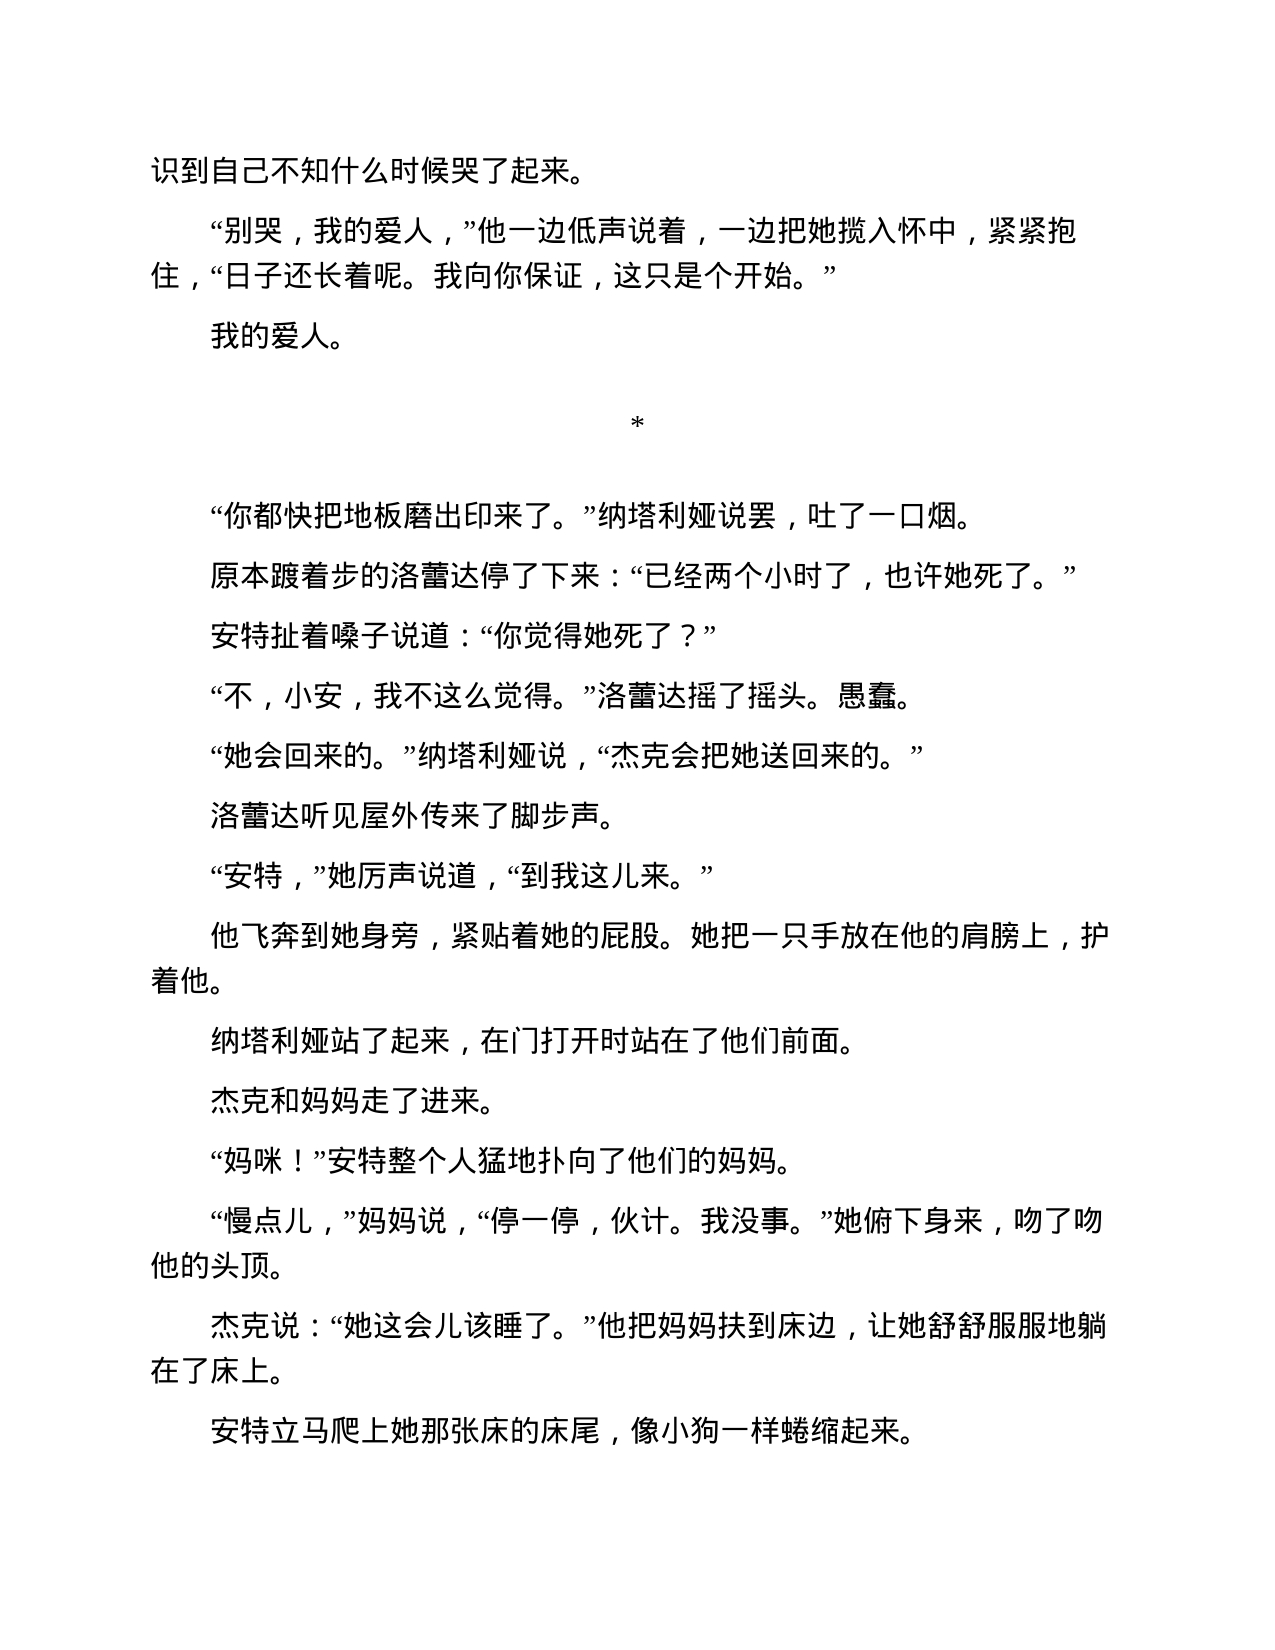 识到自己不知什么时候哭了起来。
“别哭，我的爱人，”他一边低声说着，一边把她揽入怀中，紧紧抱
住，“日子还长着呢。我向你保证，这只是个开始。”
我的爱人。
*
“你都快把地板磨出印来了。”纳塔利娅说罢，吐了一口烟。
原本踱着步的洛蕾达停了下来：“已经两个小时了，也许她死了。”
安特扯着嗓子说道：“你觉得她死了？”
“不，小安，我不这么觉得。”洛蕾达摇了摇头。愚蠢。
“她会回来的。”纳塔利娅说，“杰克会把她送回来的。”
洛蕾达听见屋外传来了脚步声。
“安特，”她厉声说道，“到我这儿来。”
他飞奔到她身旁，紧贴着她的屁股。她把一只手放在他的肩膀上，护
着他。
纳塔利娅站了起来，在门打开时站在了他们前面。
杰克和妈妈走了进来。
“妈咪！”安特整个人猛地扑向了他们的妈妈。
“慢点儿，”妈妈说，“停一停，伙计。我没事。”她俯下身来，吻了吻
他的头顶。
杰克说：“她这会儿该睡了。”他把妈妈扶到床边，让她舒舒服服地躺
在了床上。
安特立马爬上她那张床的床尾，像小狗一样蜷缩起来。